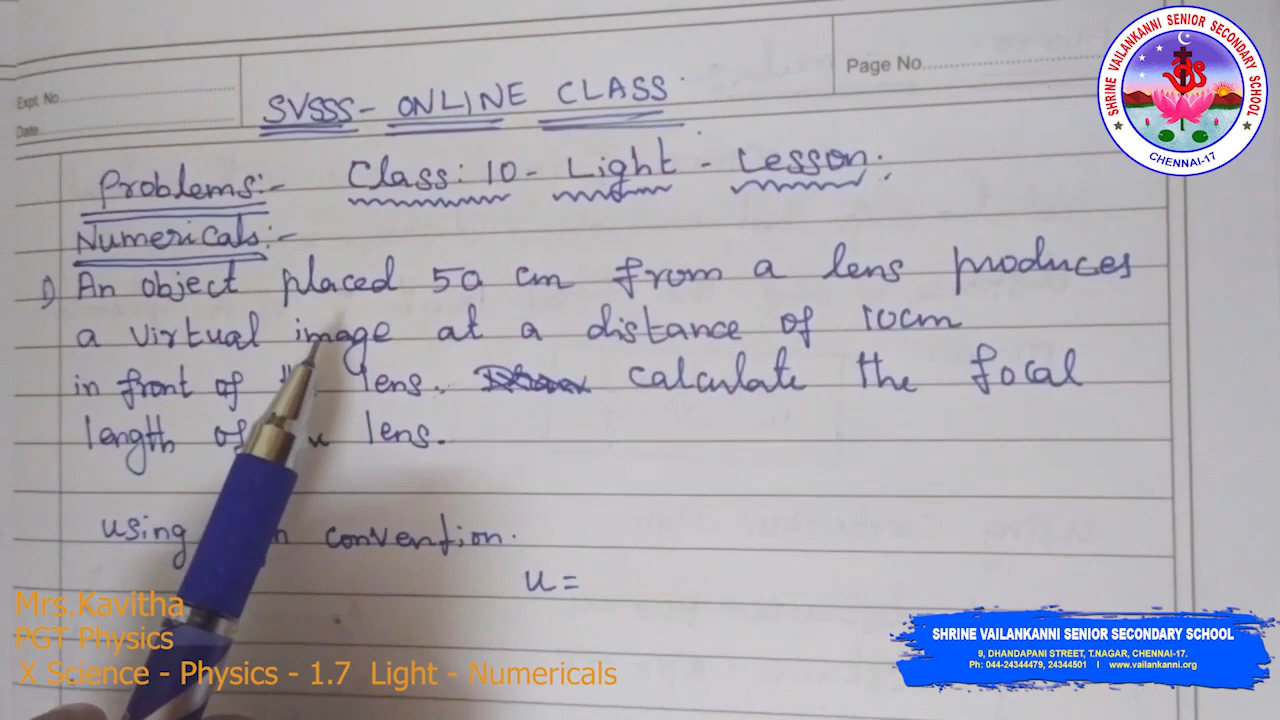 Expt. No.
Date
Page No.
SVSSS - ONLINE CLASS
Problems:- Class: 10 - Light - Lesson.
Numericals:-
1) An object placed 50 cm from a lens produces
a virtual image at a distance of 10cm
in front of lens. calculate the focal
length of lens.
using convention.
u =
Mrs.Kavitha
PGT Physics
X Science - Physics - 1.7 Light - Numericals
SHRINE VAILANKANNI SENIOR SECONDARY SCHOOL
CHENNAI-17
SHRINE VAILANKANNI SENIOR SECONDARY SCHOOL
9, DHANDAPANI STREET, T.NAGAR, CHENNAI-17.
Ph: 044-24344479, 24344501 | www.vailankanni.org